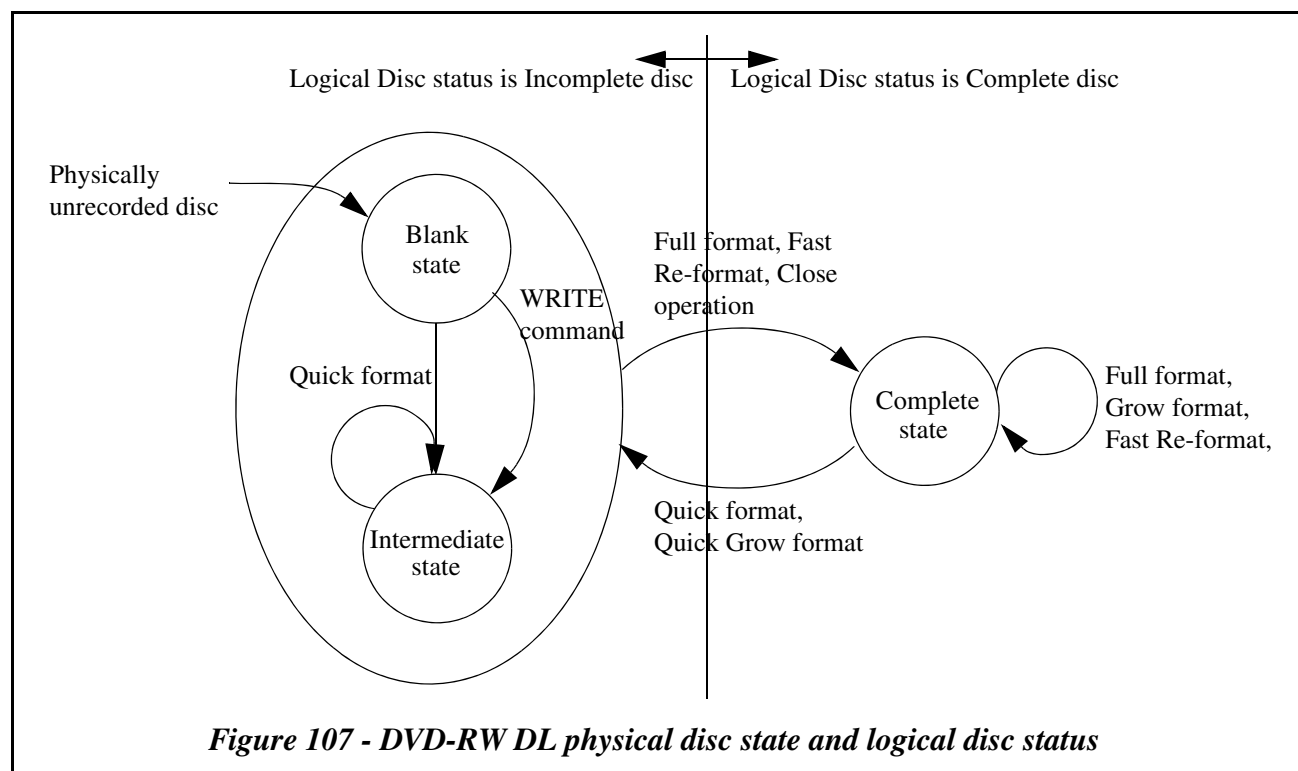 Logical Disc status is Incomplete disc
Logical Disc status is Complete disc
Physically
unrecorded disc
Blank
state
Full format, Fast
Re-format, Close
operation
WRITE
command
Quick format
Complete
state
Full format,
Grow format,
Fast Re-format,
Quick format,
Quick Grow format
Intermediate
state
Figure 107 - DVD-RW DL physical disc state and logical disc status